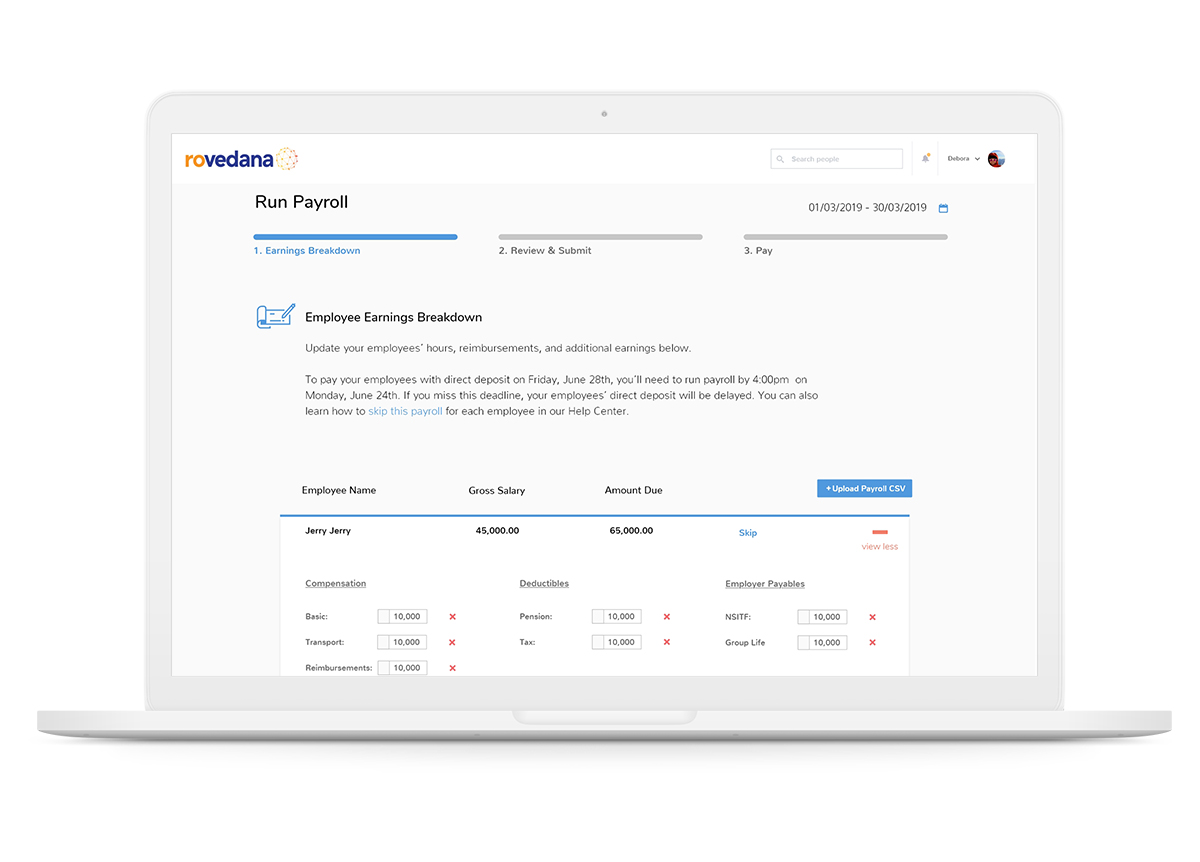 rovedana
Search people
Debora
Run Payroll
01/03/2019 - 30/03/2019
1. Earnings Breakdown
2. Review & Submit
3. Pay
Employee Earnings Breakdown
Update your employees' hours, reimbursements, and additional earnings below.
To pay your employees with direct deposit on Friday, June 28th, you'll need to run payroll by 4:00pm on
Monday, June 24th. If you miss this deadline, your employees' direct deposit will be delayed. You can also
learn how to skip this payroll for each employee in our Help Center.
Employee Name Gross Salary Amount Due +Upload Payroll CSV
Jerry Jerry 45,000.00 65,000.00 Skip
view less
Compensation Deductibles Employer Payables
Basic: 10,000 Pension: 10,000 NSITF: 10,000
Transport: 10,000 Tax: 10,000 Group Life 10,000
Reimbursements: 10,000